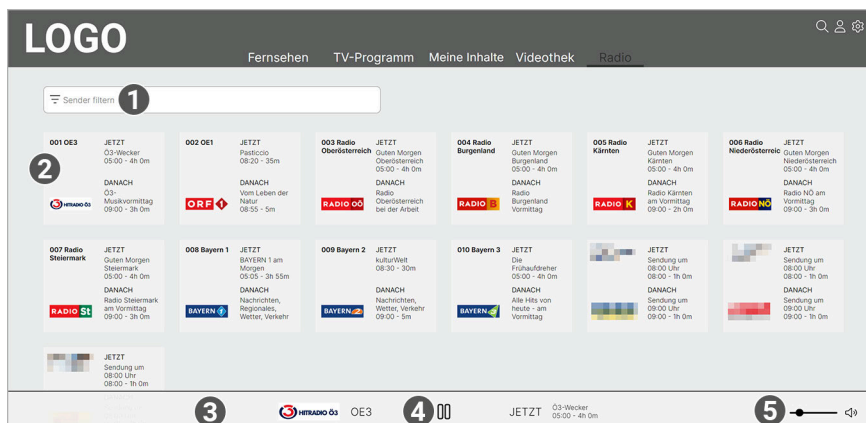 LOGO
Fernsehen TV-Programm Meine Inhalte Videothek Radio
Sender filtern 1
2
001 OE3
JETZT
Ö3-Wecker
05:00 - 4h 0m
DANACH
Ö3-
Musikvormittag
09:00 - 3h 0m
HITRADIO Ö3
002 OE1
JETZT
Pasticcio
08:20 - 35m
DANACH
Vom Leben der
Natur
08:55 - 5m
ORF 1
003 Radio
Oberösterreich
JETZT
Guten Morgen
Oberösterreich
05:00 - 4h 0m
DANACH
Radio
Oberösterreich
bei der Arbeit
RADIO OÖ
004 Radio
Burgenland
JETZT
Guten Morgen
Burgenland
05:00 - 4h 0m
DANACH
Radio
Burgenland
Vormittag
RADIO B
005 Radio
Kärnten
JETZT
Guten Morgen
Kärnten
05:00 - 4h 0m
DANACH
Radio Kärnten
am Vormittag
09:00 - 2h 0m
RADIO K
006 Radio
Niederösterreic
JETZT
Guten Morgen
Niederösterreich
05:00 - 4h 0m
DANACH
Radio NÖ am
Vormittag
09:00 - 3h 0m
RADIO NÖ
007 Radio
Steiermark
JETZT
Guten Morgen
Steiermark
05:00 - 4h 0m
DANACH
Radio Steiermark
am Vormittag
09:00 - 3h 0m
RADIO St
008 Bayern 1
JETZT
BAYERN 1 am
Morgen
05:05 - 3h 55m
DANACH
Nachrichten,
Regionales,
Wetter, Verkehr
BAYERN 1
009 Bayern 2
JETZT
kulturWelt
08:30 - 30m
DANACH
Nachrichten,
Wetter, Verkehr
09:00 - 5m
BAYERN 2
010 Bayern 3
JETZT
Die
Frühaufdreher
05:00 - 4h 0m
DANACH
Alle Hits von
heute - am
Vormittag
BAYERN 3
JETZT
Sendung um
08:00 Uhr
08:00 - 1h 0m
DANACH
Sendung um
09:00 Uhr
09:00 - 1h 0m
JETZT
Sendung um
08:00 Uhr
08:00 - 1h 0m
DANACH
Sendung um
09:00 Uhr
09:00 - 1h 0m
JETZT
Sendung um
08:00 Uhr
08:00 - 1h 0m
DANACH
3 HITRADIO Ö3 OE3 4 JETZT Ö3-Wecker 5
05:00 - 4h 0m